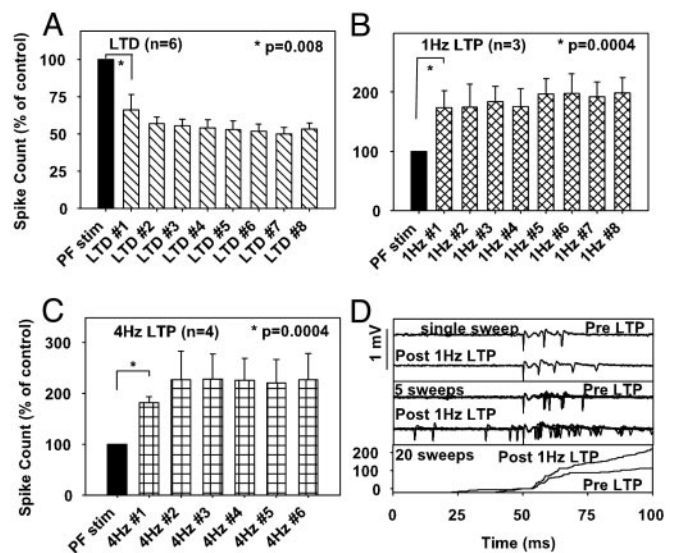 A
LTD (n=6)
* p=0.008
*
Spike Count (% of control)
100
75
50
25
0
PF stim
LTD #1
LTD #2
LTD #3
LTD #4
LTD #5
LTD #6
LTD #7
LTD #8
B
1Hz LTP (n=3)
* p=0.0004
*
200
100
0
PF stim
1Hz #1
1Hz #2
1Hz #3
1Hz #4
1Hz #5
1Hz #6
1Hz #7
1Hz #8
C
4Hz LTP (n=4)
* p=0.0004
*
Spike Count (% of control)
300
200
100
0
PF stim
4Hz #1
4Hz #2
4Hz #3
4Hz #4
4Hz #5
4Hz #6
D
1 mV
single sweep Pre LTP
Post 1Hz LTP
5 sweeps Pre LTP
Post 1Hz LTP
20 sweeps Post 1Hz LTP
Pre LTP
200
100
0
0 25 50 75 100
Time (ms)